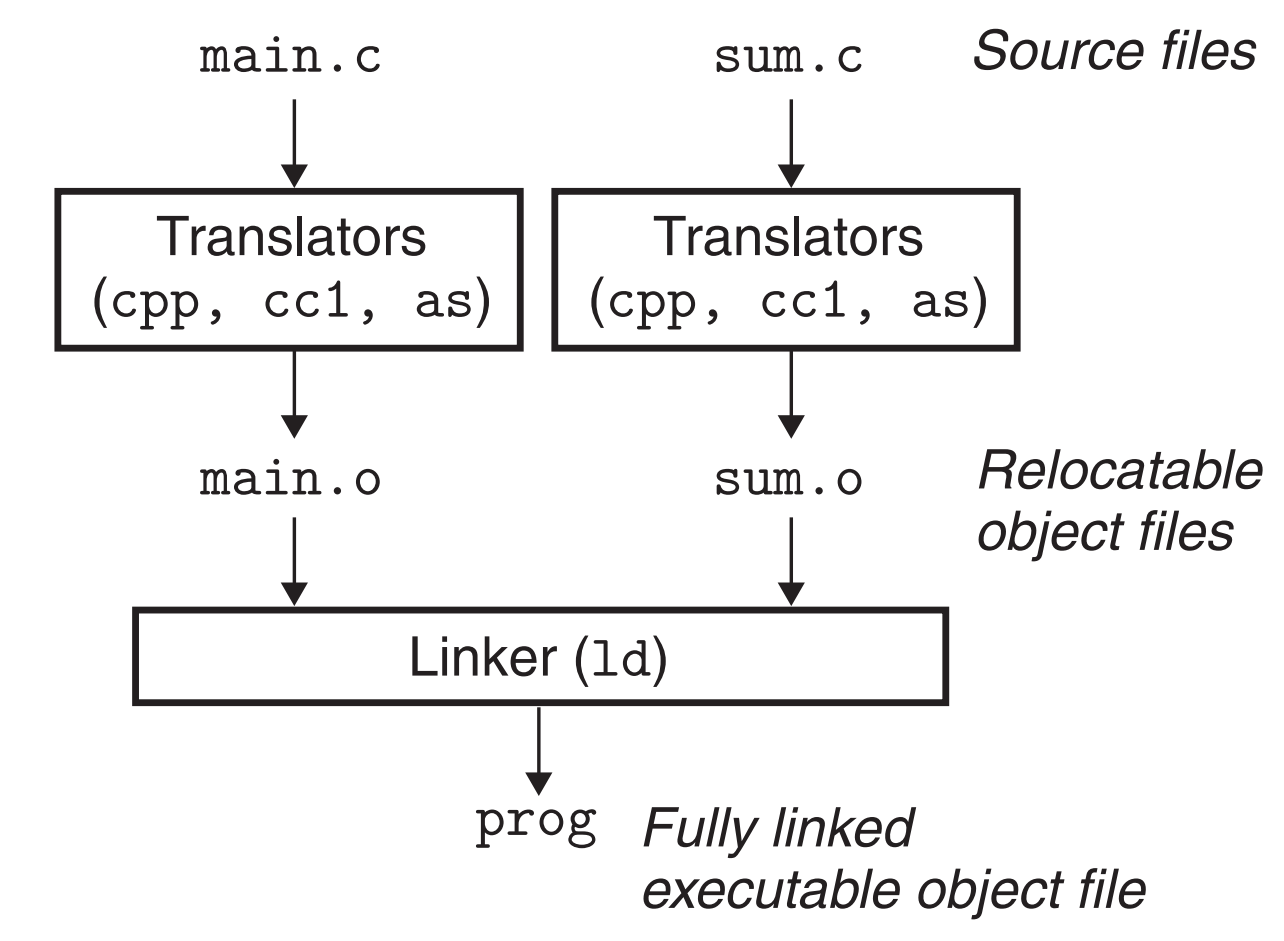 main.c sum.c Source files
Translators Translators
(cpp, cc1, as) (cpp, cc1, as)
main.o sum.o Relocatable
object files
Linker (ld)
prog Fully linked
executable object file